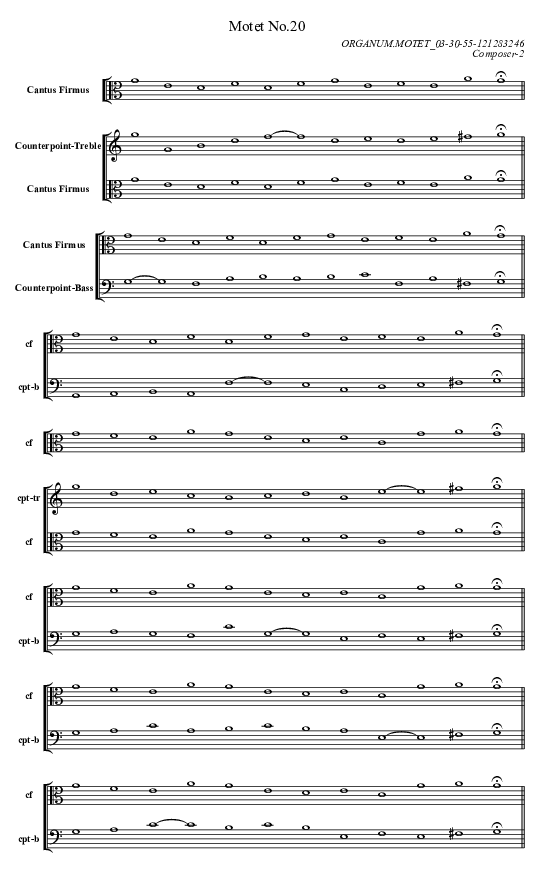 Motet No.20
ORGANUM.MOTET_03-30-55-121283246
Composer-2
Cantus Firmus
Counterpoint-Treble
Cantus Firmus
Cantus Firmus
Counterpoint-Bass
cf
cpt-b
cf
cpt-tr
cf
cf
cpt-b
cf
cpt-b
cf
cpt-b